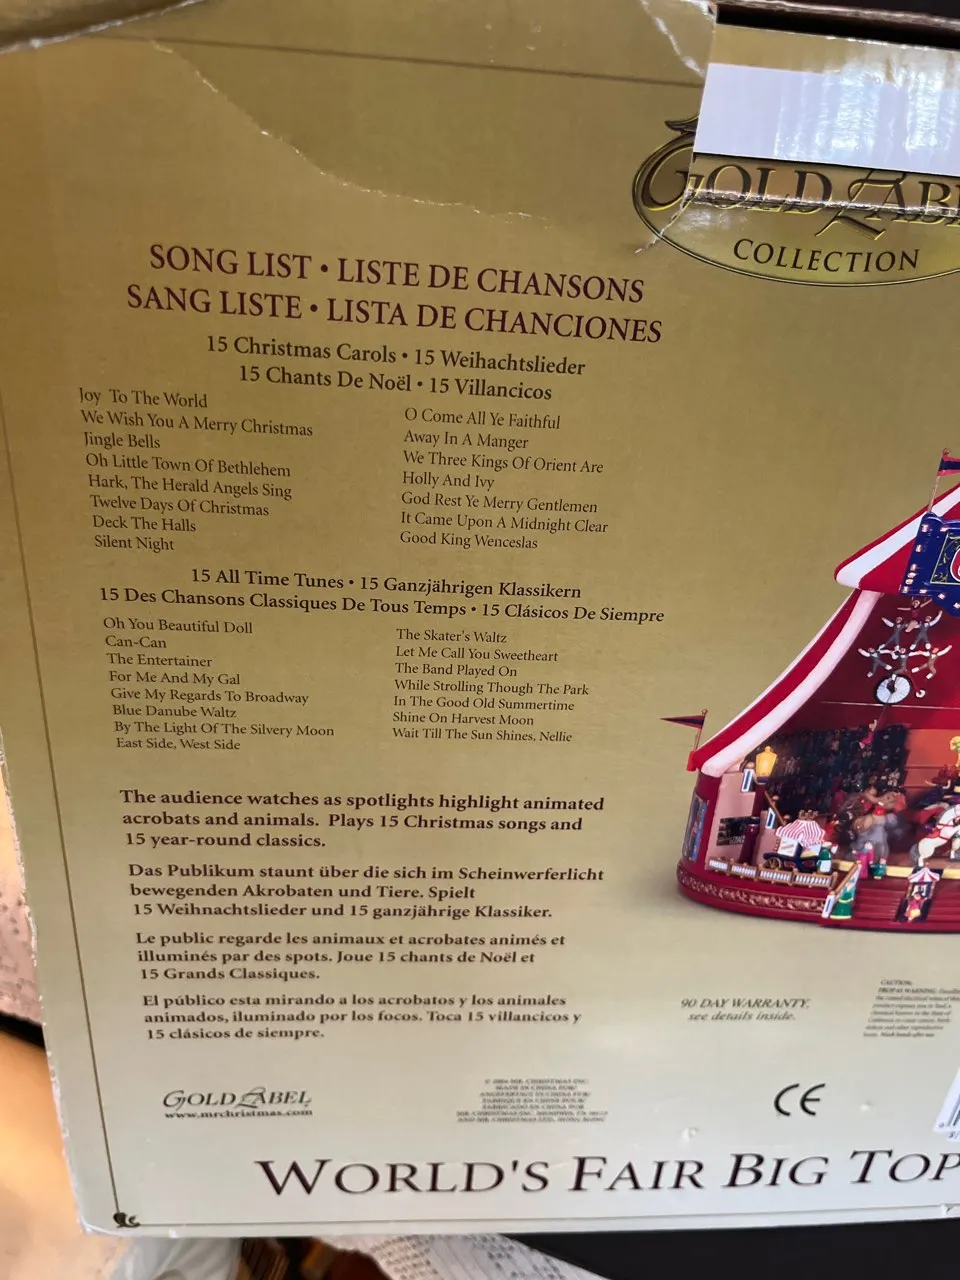 GOLD LABEL
COLLECTION
SONG LIST • LISTE DE CHANSONS
SANG LISTE • LISTA DE CHANCIONES
15 Christmas Carols • 15 Weihachtslieder
15 Chants De Noël • 15 Villancicos
Joy To The World
We Wish You A Merry Christmas
Jingle Bells
Oh Little Town Of Bethlehem
Hark, The Herald Angels Sing
Twelve Days Of Christmas
Deck The Halls
Silent Night
O Come All Ye Faithful
Away In A Manger
We Three Kings Of Orient Are
Holly And Ivy
God Rest Ye Merry Gentlemen
It Came Upon A Midnight Clear
Good King Wenceslas
15 All Time Tunes • 15 Ganzjährigen Klassikern
15 Des Chansons Classiques De Tous Temps • 15 Clásicos De Siempre
Oh You Beautiful Doll
Can-Can
The Entertainer
For Me And My Gal
Give My Regards To Broadway
Blue Danube Waltz
By The Light Of The Silvery Moon
East Side, West Side
The Skater's Waltz
Let Me Call You Sweetheart
The Band Played On
While Strolling Though The Park
In The Good Old Summertime
Shine On Harvest Moon
Wait Till The Sun Shines, Nellie
The audience watches as spotlights highlight animated
acrobats and animals. Plays 15 Christmas songs and
15 year-round classics.
Das Publikum staunt über die sich im Scheinwerferlicht
bewegenden Akrobaten und Tiere. Spielt
15 Weihnachtslieder und 15 ganzjährige Klassiker.
Le public regarde les animaux et acrobates animés et
illuminés par des spots. Joue 15 chants de Noël et
15 Grands Classiques.
El público esta mirando a los acrobatos y los animales
animados, iluminado por los focos. Toca 15 villancicos y
15 clásicos de siempre.
90 DAY WARRANTY,
see details inside.
GOLD LABEL
www.mrchristmas.com
CE
WORLD'S FAIR BIG TOP